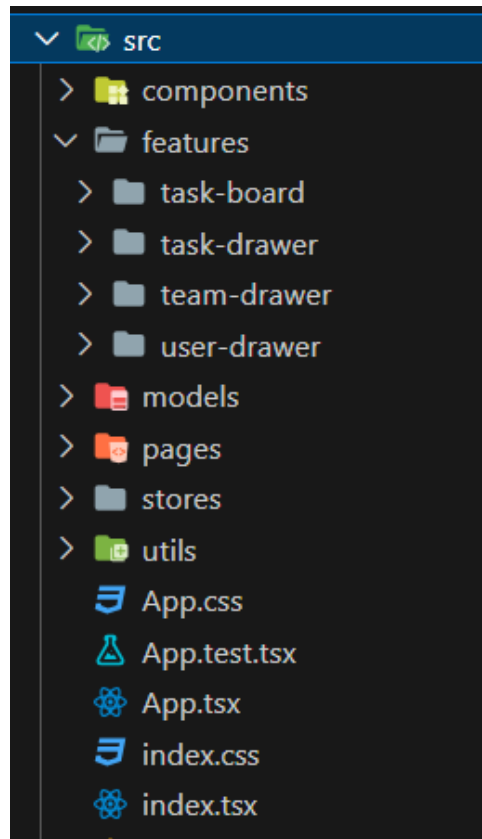 src
components
features
task-board
task-drawer
team-drawer
user-drawer
models
pages
stores
utils
App.css
App.test.tsx
App.tsx
index.css
index.tsx